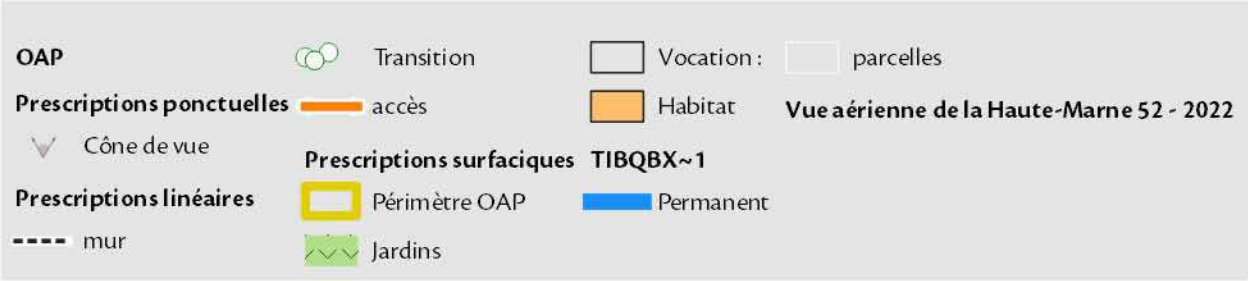 OAP
Prescriptions ponctuelles
Cône de vue
Prescriptions linéaires
mur
Transition
accès
Prescriptions surfaciques
Périmètre OAP
Jardins
Vocation :
Habitat
TIBQBX~1
Permanent
parcelles
Vue aérienne de la Haute-Marne 52 - 2022